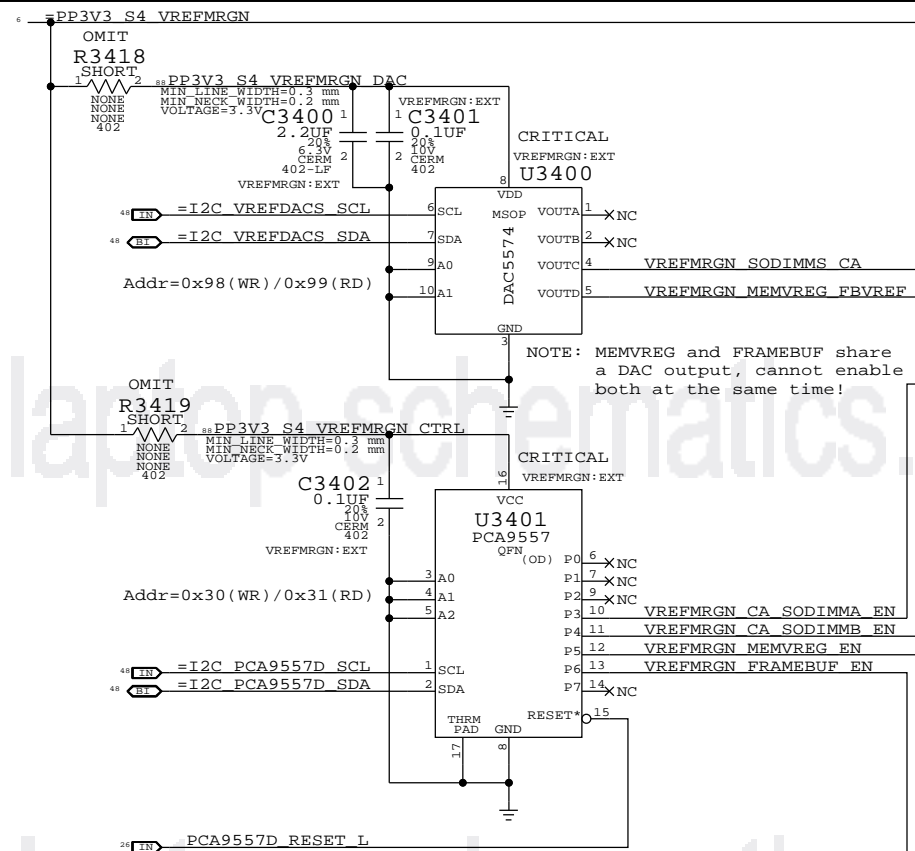 6 =PP3V3_S4_VREFMRGN
OMIT
R3418
SHORT
1 2
NONE
NONE
NONE
402
88 PP3V3_S4_VREFMRGN_DAC
MIN_LINE_WIDTH=0.3 mm
MIN_NECK_WIDTH=0.2 mm
VOLTAGE=3.3V
C3400 1
2.2UF
20%
6.3V
CERM 2
402-LF
VREFMRGN:EXT
VREFMRGN:EXT
1 C3401
0.1UF
20%
10V
2 CERM
402
CRITICAL
VREFMRGN:EXT
U3400
8
VDD
MSOP
DAC5574
48 IN =I2C_VREFDACS_SCL 6 SCL
48 BI =I2C_VREFDACS_SDA 7 SDA
9 A0
10 A1
Addr=0x98(WR)/0x99(RD)
VOUTA 1 NC
VOUTB 2 NC
VOUTC 4 VREFMRGN_SODIMMS_CA
VOUTD 5 VREFMRGN_MEMVREG_FBVREF
GND
3
NOTE: MEMVREG and FRAMEBUF share
a DAC output, cannot enable
both at the same time!
laptop-schematics.
OMIT
R3419
SHORT
1 2
NONE
NONE
NONE
402
88 PP3V3_S4_VREFMRGN_CTRL
MIN_LINE_WIDTH=0.3 mm
MIN_NECK_WIDTH=0.2 mm
VOLTAGE=3.3V
C3402 1
0.1UF
20%
10V
CERM 2
402
VREFMRGN:EXT
CRITICAL
VREFMRGN:EXT
16
VCC
U3401
PCA9557
QFN
(OD)
Addr=0x30(WR)/0x31(RD)
3 A0
4 A1
5 A2
48 IN =I2C_PCA9557D_SCL 1 SCL
48 BI =I2C_PCA9557D_SDA 2 SDA
P0 6 NC
P1 7 NC
P2 9 NC
P3 10 VREFMRGN_CA_SODIMMA_EN
P4 11 VREFMRGN_CA_SODIMMB_EN
P5 12 VREFMRGN_MEMVREG_EN
P6 13 VREFMRGN_FRAMEBUF_EN
P7 14 NC
RESET* 15
THRM
PAD GND
17 8
26 IN PCA9557D_RESET_L